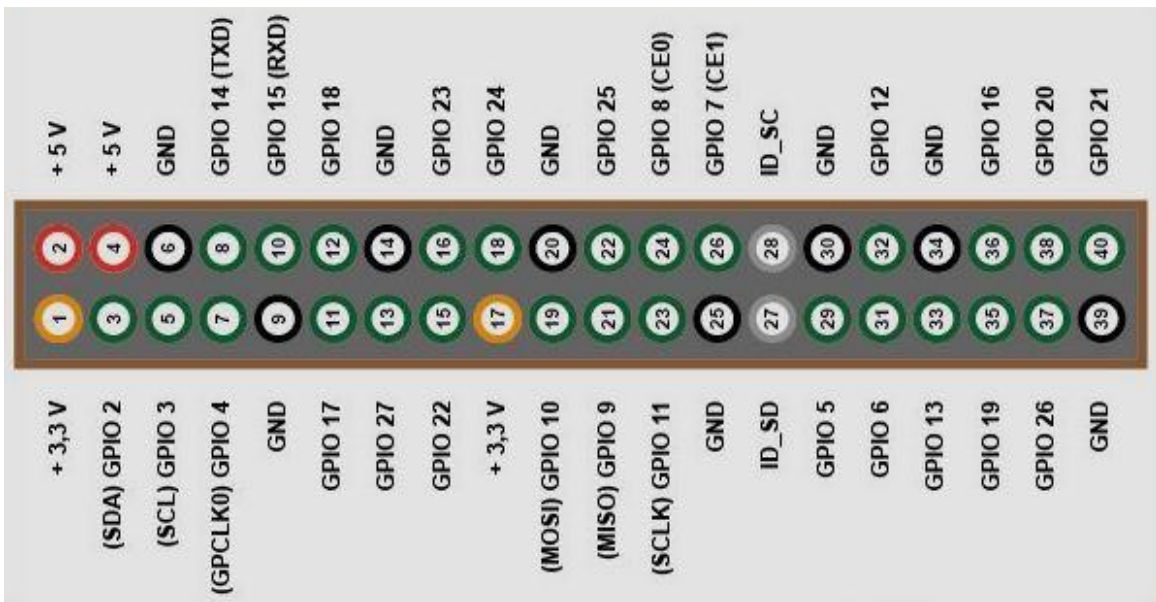 + 5 V
+ 5 V
GND
GPIO 14 (TXD)
GPIO 15 (RXD)
GPIO 18
GND
GPIO 23
GPIO 24
GND
GPIO 25
GPIO 8 (CE0)
GPIO 7 (CE1)
ID_SC
GND
GPIO 12
GND
GPIO 16
GPIO 20
GPIO 21
2 4 6 8 10 12 14 16 18 20 22 24 26 28 30 32 34 36 38 40
1 3 5 7 9 11 13 15 17 19 21 23 25 27 29 31 33 35 37 39
+ 3,3 V
(SDA) GPIO 2
(SCL) GPIO 3
(GPCLK0) GPIO 4
GND
GPIO 17
GPIO 27
GPIO 22
+ 3,3 V
(MOSI) GPIO 10
(MISO) GPIO 9
(SCLK) GPIO 11
GND
ID_SD
GPIO 5
GPIO 6
GPIO 13
GPIO 19
GPIO 26
GND